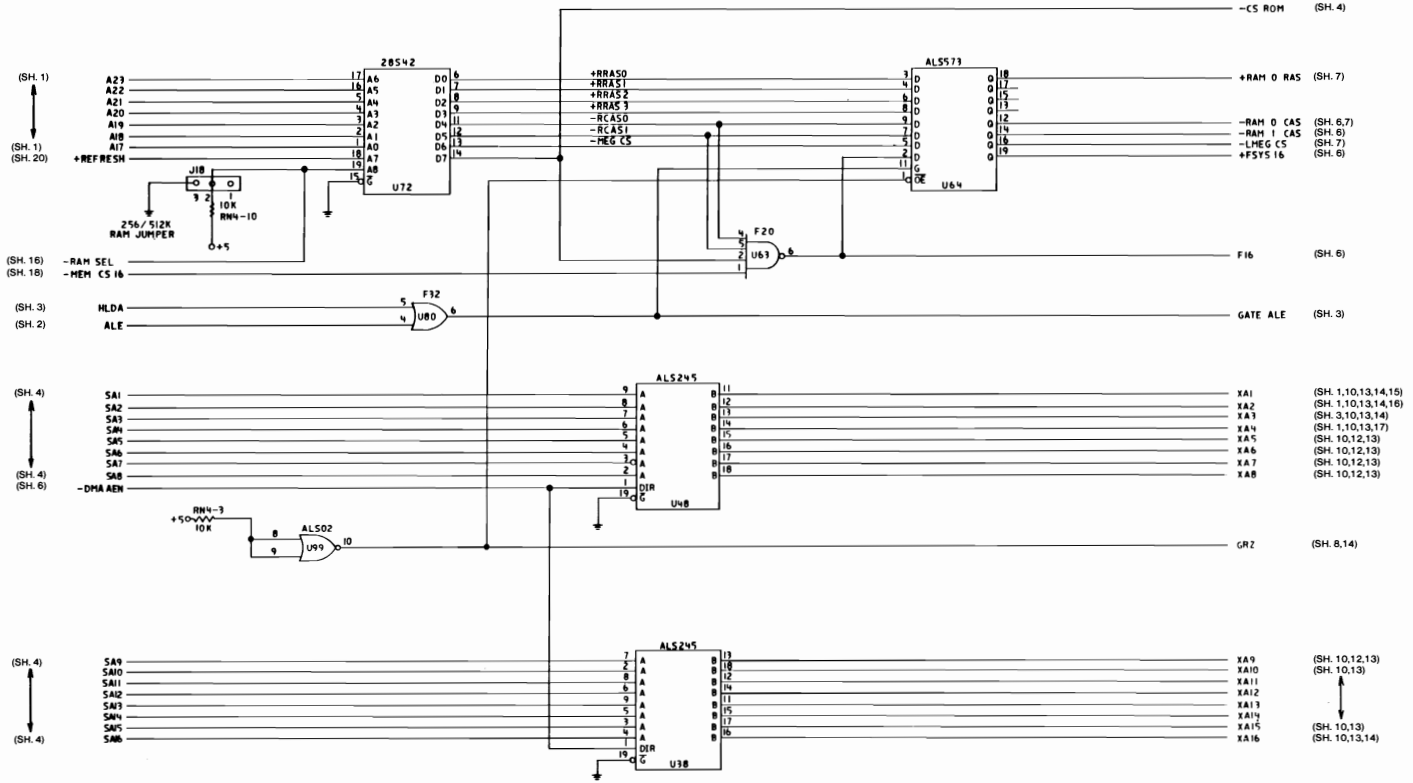 -CS ROM (SH. 4)
28S42
ALS573
(SH. 1) A23 17 A6 D0 6 +RRAS0 3 D Q 18 +RAM 0 RAS (SH. 7)
A22 16 A5 D1 7 +RRAS1 4 D Q 17
A21 5 A4 D2 8 +RRAS2 6 D Q 15
A20 4 A3 D3 9 +RRAS3 8 D Q 13
A19 3 A2 D4 11 -RCAS0 9 D Q 12 -RAM 0 CAS (SH. 6,7)
A18 2 A1 D5 12 -RCAS1 7 D Q 14 -RAM 1 CAS (SH. 6)
(SH. 1) A17 1 A0 D6 13 -MEG CS 5 D Q 16 -LMEG CS (SH. 7)
(SH. 20) +REFRESH 18 A7 D7 14 2 D Q 19 +FSYS 16 (SH. 6)
19 A8 11 G
J18 15 G 1 OE
U72 U64
3 2 1
10K
RN4-10
256/512K
RAM JUMPER
+5
(SH. 16) -RAM SEL
(SH. 18) -MEM CS 16
F20
4
5
2
1
U63 6 F16 (SH. 6)
F32
(SH. 3) HLDA 5
(SH. 2) ALE 4 U80 6 GATE ALE (SH. 3)
ALS245
(SH. 4) SA1 9 A B 11 XA1 (SH. 1,10,13,14,15)
SA2 8 A B 12 XA2 (SH. 1,10,13,14,16)
SA3 7 A B 13 XA3 (SH. 3,10,13,14)
SA4 6 A B 14 XA4 (SH. 1,10,13,17)
SA5 5 A B 15 XA5 (SH. 10,12,13)
SA6 4 A B 16 XA6 (SH. 10,12,13)
SA7 3 A B 17 XA7 (SH. 10,12,13)
(SH. 4) SA8 2 A B 18 XA8 (SH. 10,12,13)
(SH. 6) -DMA AEN 1 DIR
19 G
U48
RN4-3
+5 10K
ALS02
8
9 U99 10 GRZ (SH. 8,14)
ALS245
(SH. 4) SA9 7 A B 13 XA9 (SH. 10,12,13)
SA10 2 A B 18 XA10 (SH. 10,13)
SA11 8 A B 12 XA11
SA12 6 A B 14 XA12
SA13 9 A B 11 XA13
SA14 5 A B 15 XA14
SA15 3 A B 17 XA15 (SH. 10,13)
(SH. 4) SA16 4 A B 16 XA16 (SH. 10,13,14)
1 DIR
19 G
U38